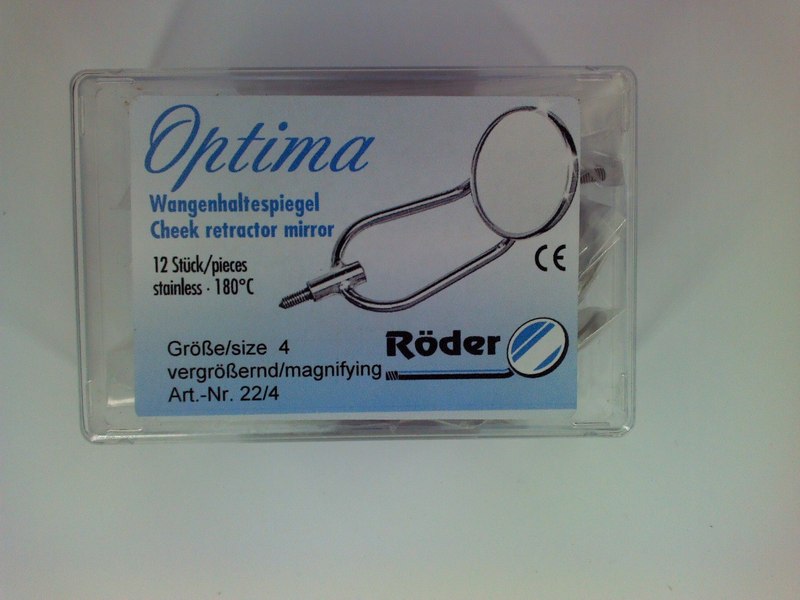 Optima
Wangenhaltespiegel
Cheek retractor mirror
12 Stück/pieces
stainless · 180°C
CE
Größe/size 4
vergrößernd/magnifying
Art.-Nr. 22/4
Röder